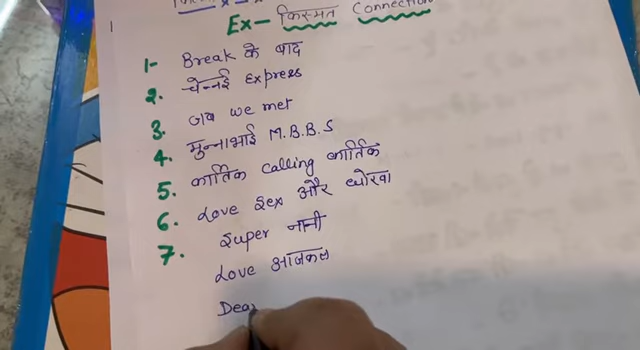 Ex- किस्मत Connection
1- Break के बाद
2. चेन्नई Express
3. जब we met
4. मुन्नाभाई M.B.B.S
5. कार्तिक calling कार्तिक
6. Love Sex और धोखा
7. Super नानी
Love आजकल
Dea